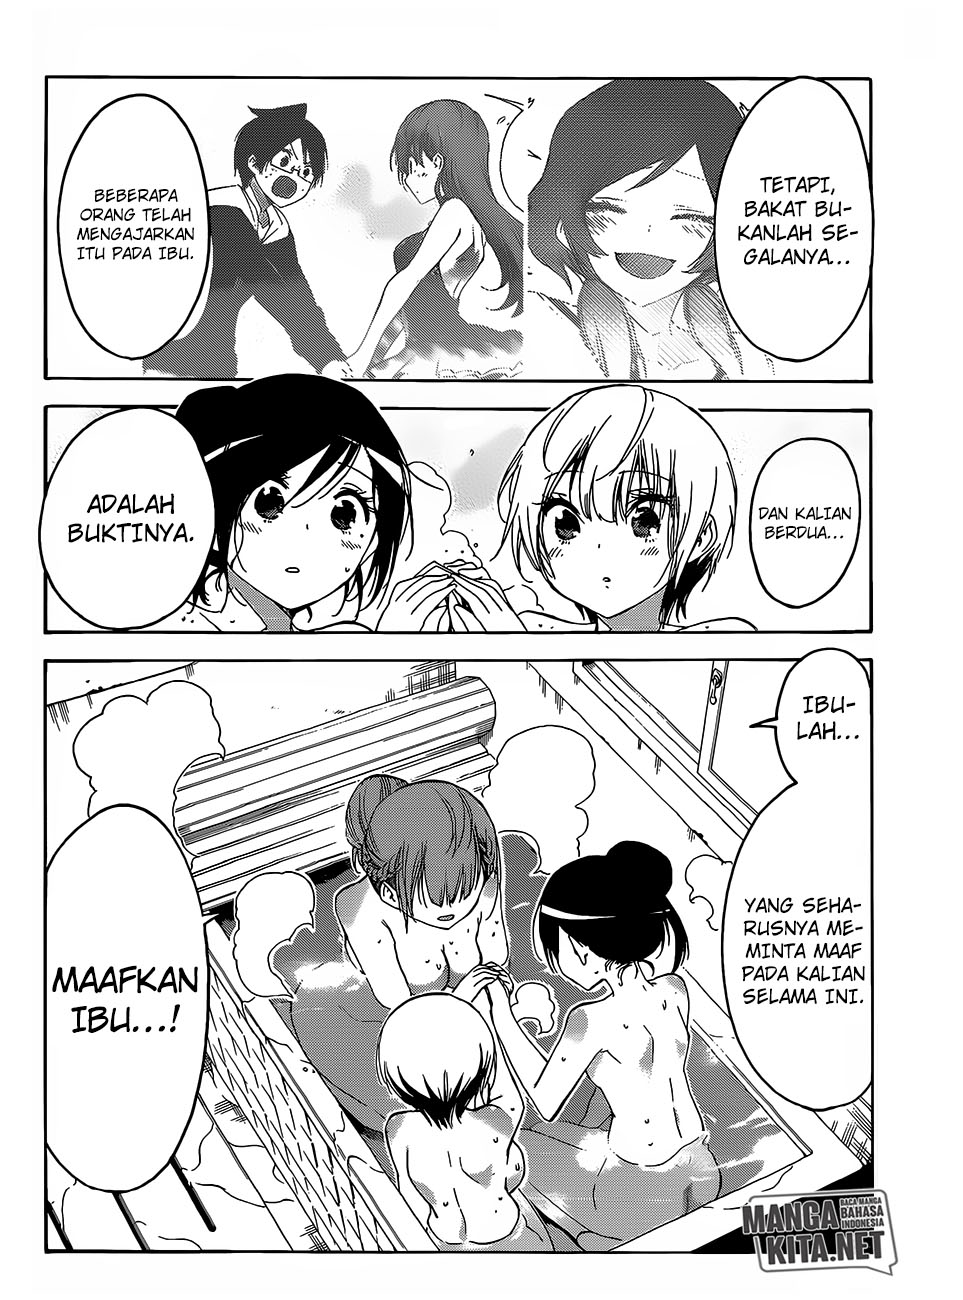 TETAPI,
BAKAT BU-
KANLAH SE-
GALANYA...
BEBERAPA
ORANG TELAH
MENGAJARKAN
ITU PADA IBU.
DAN KALIAN
BERDUA...
ADALAH
BUKTINYA.
IBU-
LAH...
YANG SEHA-
RUSNYA ME-
MINTA MAAF
PADA KALIAN
SELAMA INI.
MAAFKAN
IBU...!
MANGA BACA MANGA
BAHASA
INDONESIA
KITA.NET